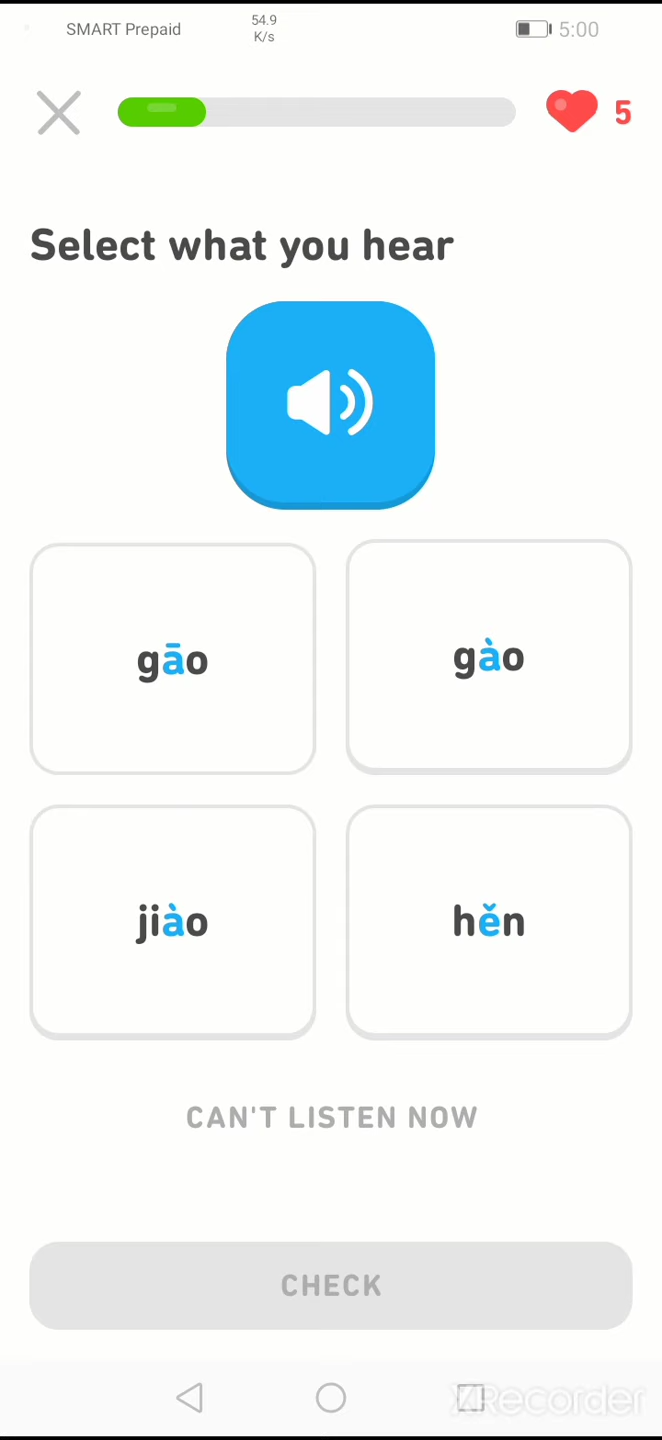 SMART Prepaid
54.9
K/s
5:00
5
Select what you hear
gāo
gào
jiào
hěn
CAN'T LISTEN NOW
CHECK
XRecorder